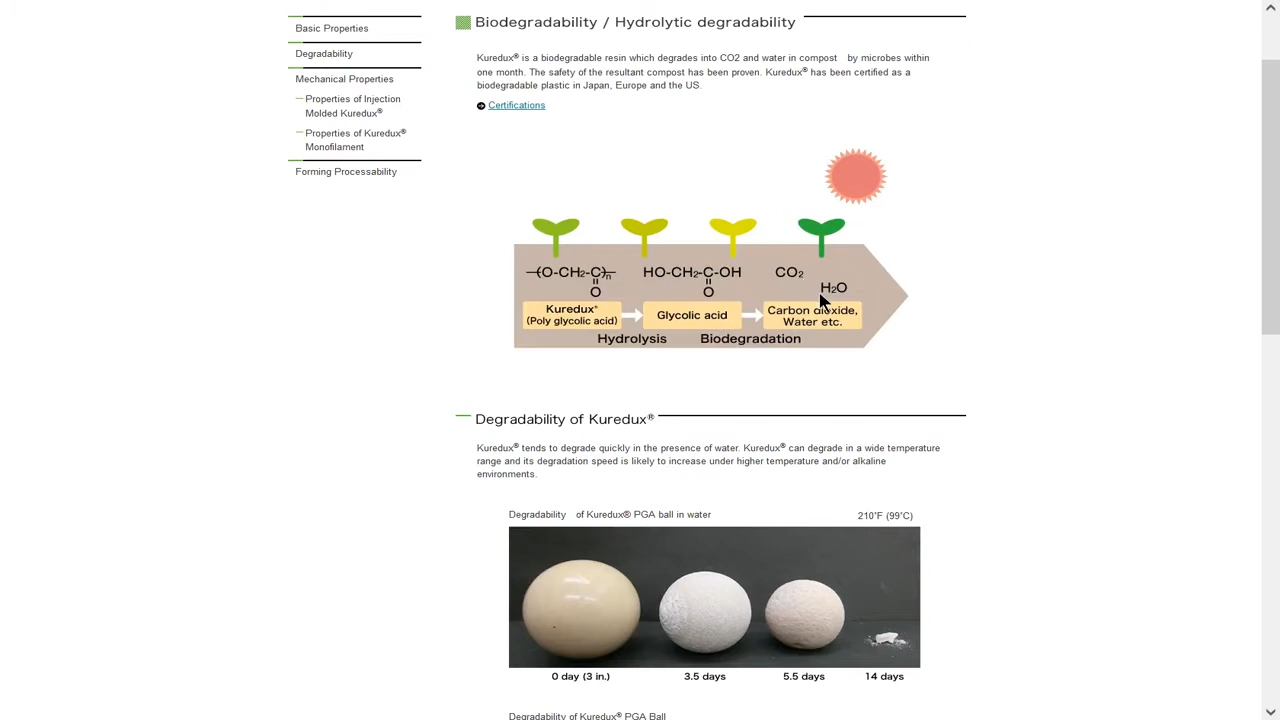 Basic Properties
Degradability
Mechanical Properties
Properties of Injection
Molded Kuredux®
Properties of Kuredux®
Monofilament
Forming Processability
Biodegradability / Hydrolytic degradability
Kuredux® is a biodegradable resin which degrades into CO2 and water in compost by microbes within
one month. The safety of the resultant compost has been proven. Kuredux® has been certified as a
biodegradable plastic in Japan, Europe and the US.
Certifications
(O-CH2-C)n
O
HO-CH2-C-OH
O
CO2
H2O
Kuredux®
(Poly glycolic acid)
Glycolic acid
Carbon dioxide,
Water etc.
Hydrolysis
Biodegradation
Degradability of Kuredux®
Kuredux® tends to degrade quickly in the presence of water. Kuredux® can degrade in a wide temperature
range and its degradation speed is likely to increase under higher temperature and/or alkaline
environments.
Degradability of Kuredux® PGA ball in water 210°F (99°C)
0 day (3 in.) 3.5 days 5.5 days 14 days
Degradability of Kuredux® PGA Ball